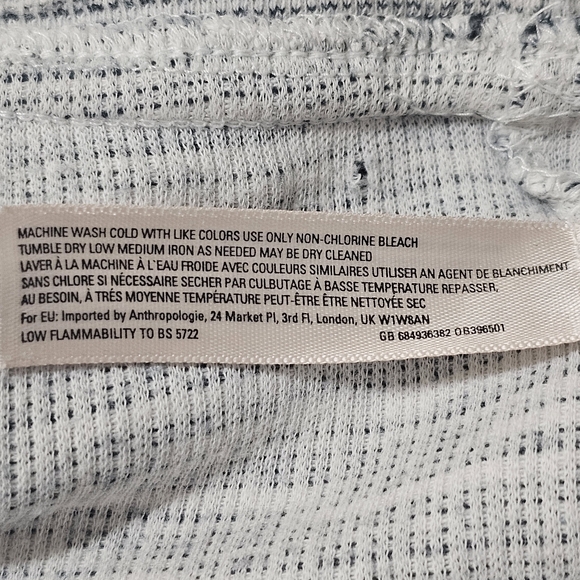 MACHINE WASH COLD WITH LIKE COLORS USE ONLY NON-CHLORINE BLEACH
TUMBLE DRY LOW MEDIUM IRON AS NEEDED MAY BE DRY CLEANED
LAVER À LA MACHINE À L'EAU FROIDE AVEC COULEURS SIMILAIRES UTILISER AN AGENT DE BLANCHIMENT
SANS CHLORE SI NÉCESSAIRE SECHER PAR CULBUTAGE À BASSE TEMPERATURE REPASSER,
AU BESOIN, À TRÉS MOYENNE TEMPÉRATURE PEUT-ÊTRE ÊTRE NETTOYÉE SEC
For EU: Imported by Anthropologie, 24 Market Pl, 3rd Fl, London, UK W1W8AN
LOW FLAMMABILITY TO BS 5722 GB 684936382 OB396501